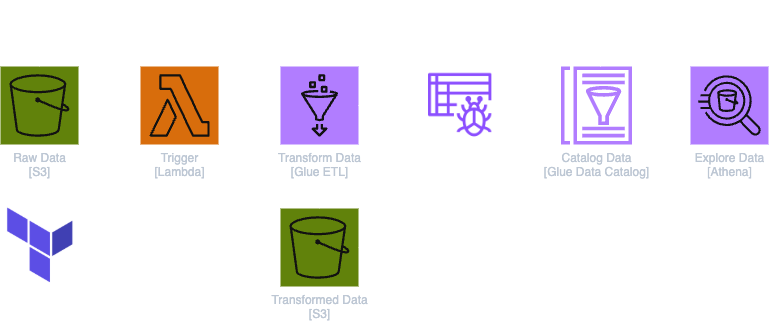 Raw Data
[S3]
Trigger
[Lambda]
Transform Data
[Glue ETL]
Catalog Data
[Glue Data Catalog]
Explore Data
[Athena]
Transformed Data
[S3]